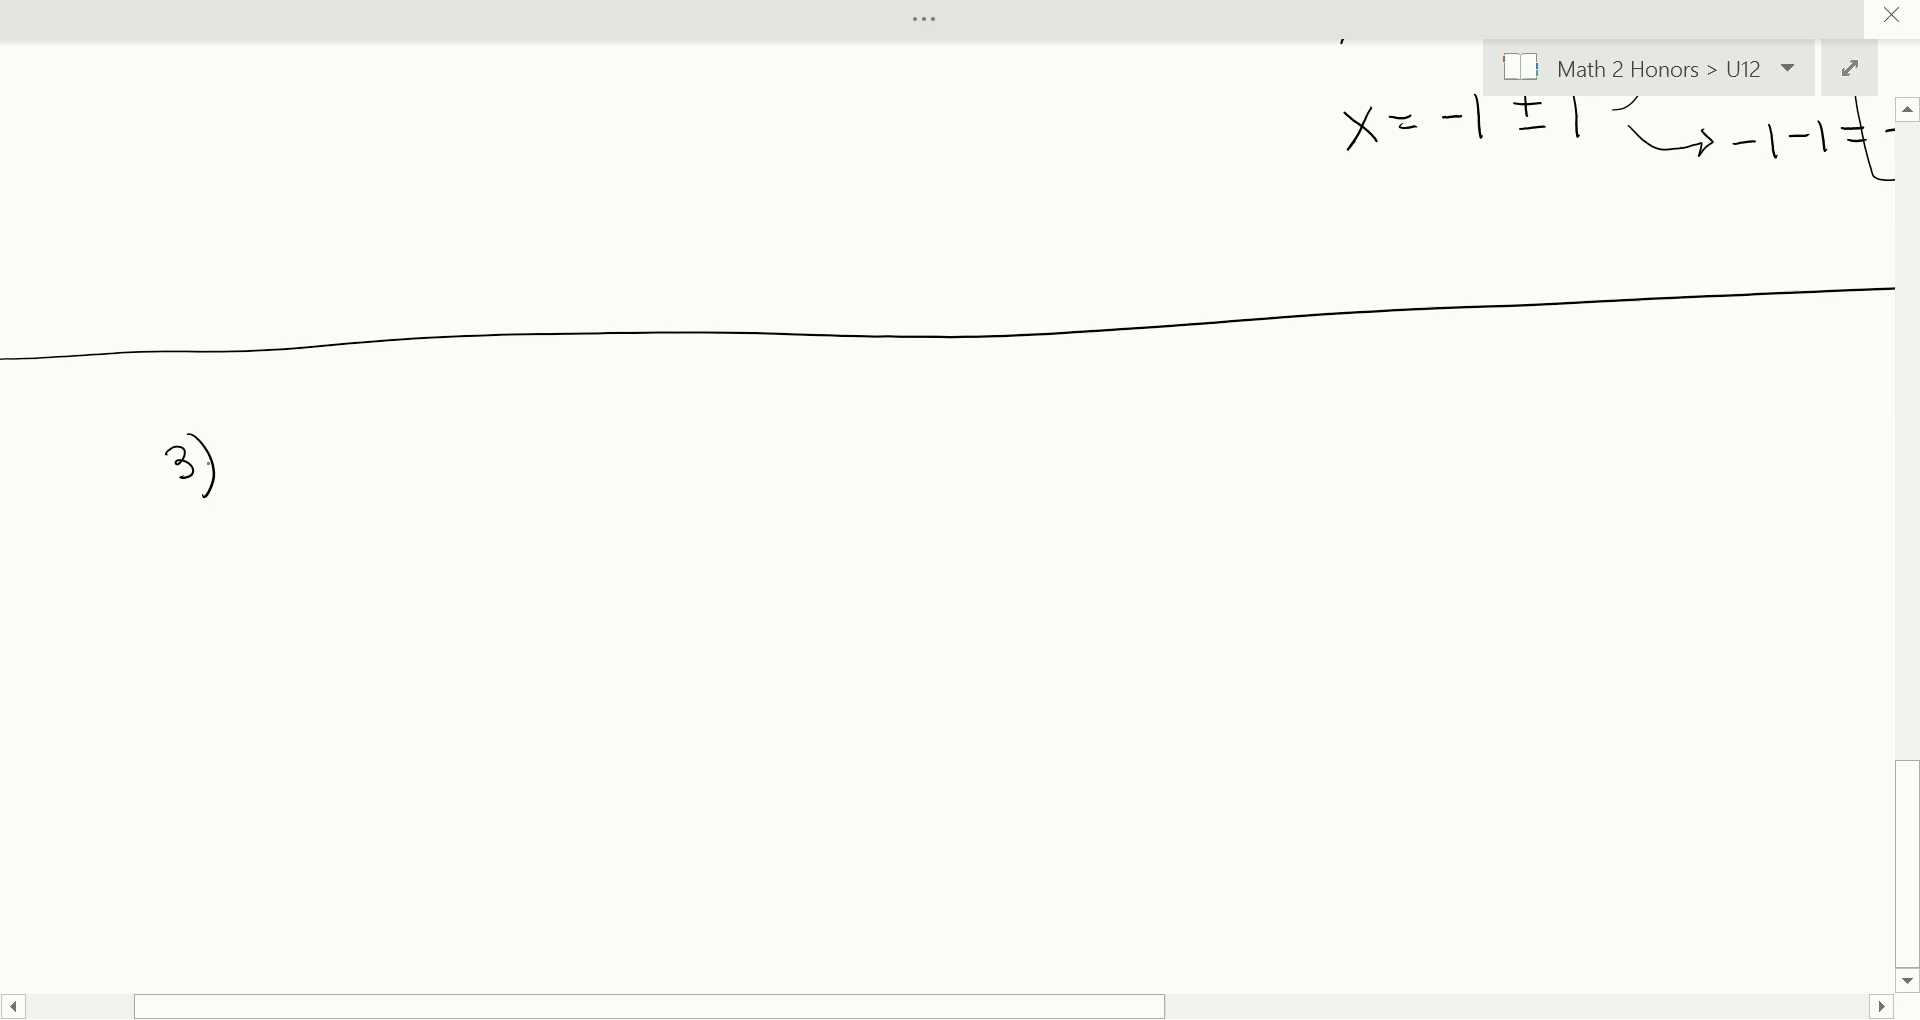 Math 2 Honors > U12
x = -1 ± 1
-1 - 1 = -
3)